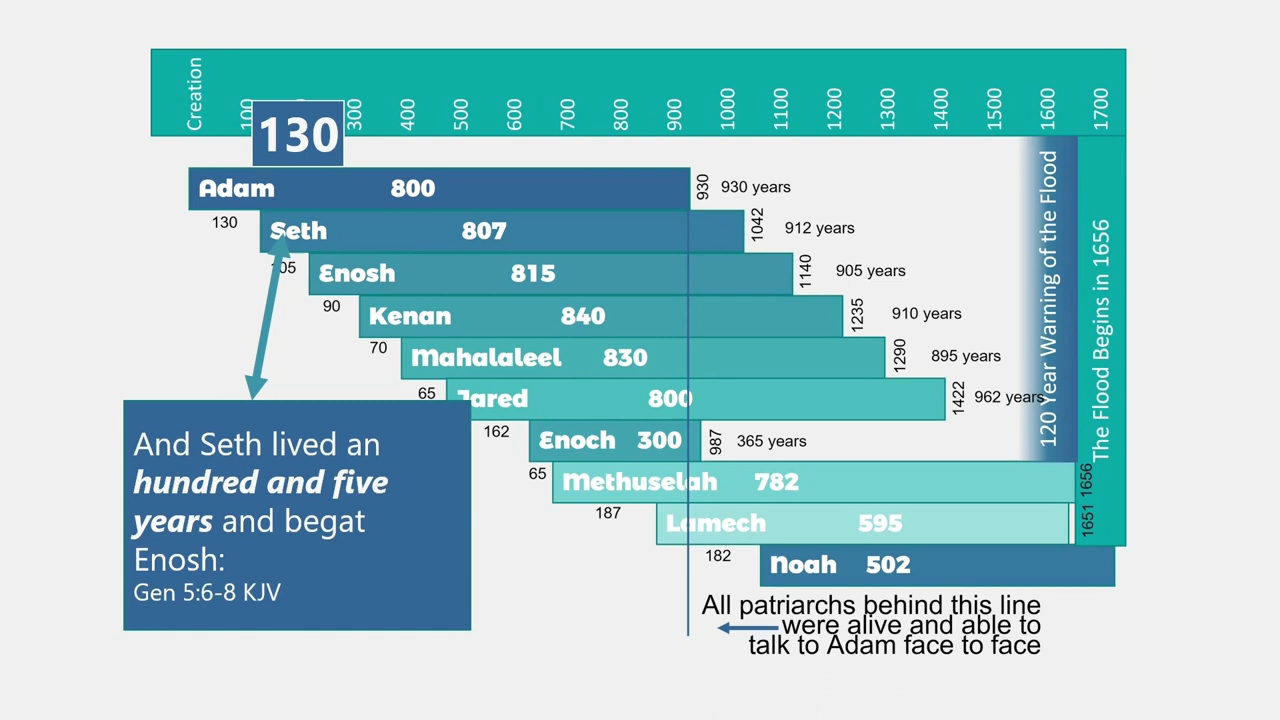 Creation
300
400
500
600
700
800
900
1000
1100
1200
1300
1400
1500
1600
1700
130
Adam 800
930
930 years
130
Seth 807
1042
912 years
Enosh 815
1140
905 years
90
Kenan 840
1235
910 years
70
Mahalaleel 830
1290
895 years
65
Jared 800
1422
962 years
162
Enoch 300
987
365 years
65
Methuselah 782
1656
187
Lamech 595
1651
182
Noah 502
120 Year Warning of the Flood
The Flood Begins in 1656
And Seth lived an
hundred and five
years and begat
Enosh:
Gen 5:6-8 KJV
All patriarchs behind this line
were alive and able to
talk to Adam face to face